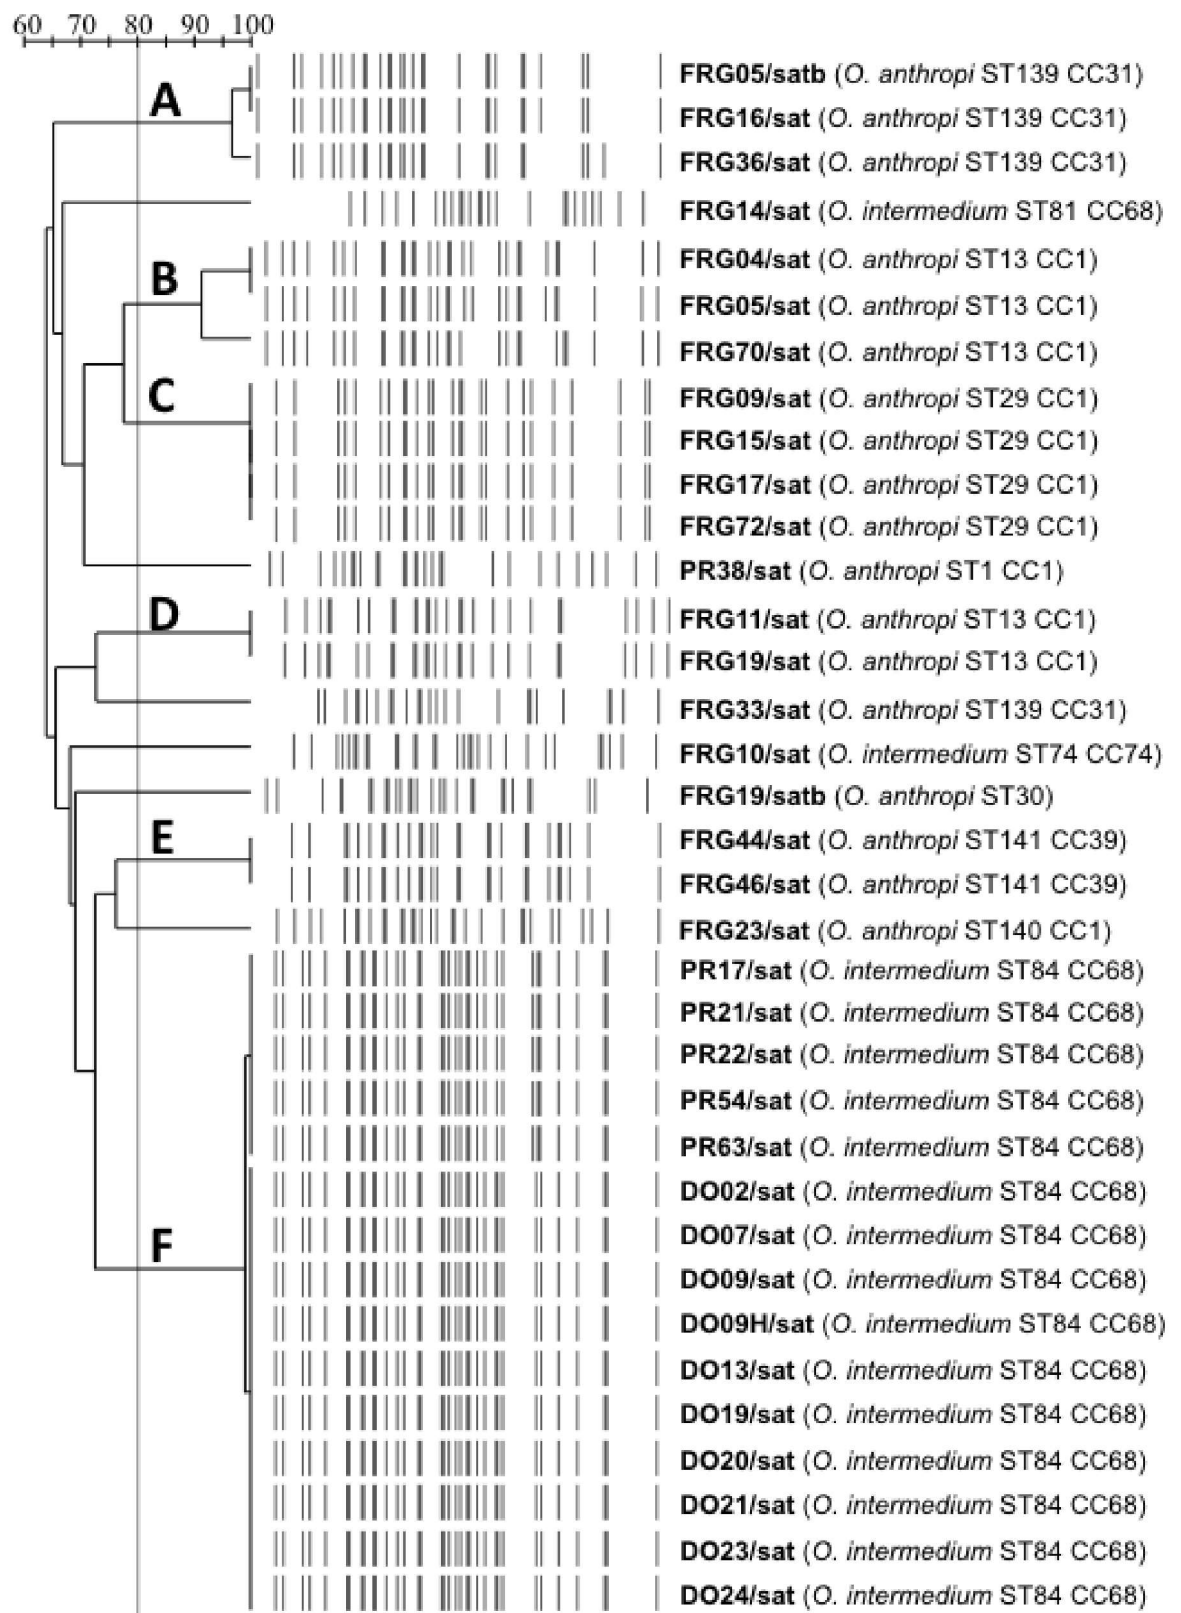 60 70 80 90 100
A
FRG05/satb (O. anthropi ST139 CC31)
FRG16/sat (O. anthropi ST139 CC31)
FRG36/sat (O. anthropi ST139 CC31)
FRG14/sat (O. intermedium ST81 CC68)
B
FRG04/sat (O. anthropi ST13 CC1)
FRG05/sat (O. anthropi ST13 CC1)
FRG70/sat (O. anthropi ST13 CC1)
C
FRG09/sat (O. anthropi ST29 CC1)
FRG15/sat (O. anthropi ST29 CC1)
FRG17/sat (O. anthropi ST29 CC1)
FRG72/sat (O. anthropi ST29 CC1)
PR38/sat (O. anthropi ST1 CC1)
D
FRG11/sat (O. anthropi ST13 CC1)
FRG19/sat (O. anthropi ST13 CC1)
FRG33/sat (O. anthropi ST139 CC31)
FRG10/sat (O. intermedium ST74 CC74)
FRG19/satb (O. anthropi ST30)
E
FRG44/sat (O. anthropi ST141 CC39)
FRG46/sat (O. anthropi ST141 CC39)
FRG23/sat (O. anthropi ST140 CC1)
PR17/sat (O. intermedium ST84 CC68)
PR21/sat (O. intermedium ST84 CC68)
PR22/sat (O. intermedium ST84 CC68)
PR54/sat (O. intermedium ST84 CC68)
PR63/sat (O. intermedium ST84 CC68)
DO02/sat (O. intermedium ST84 CC68)
DO07/sat (O. intermedium ST84 CC68)
F
DO09/sat (O. intermedium ST84 CC68)
DO09H/sat (O. intermedium ST84 CC68)
DO13/sat (O. intermedium ST84 CC68)
DO19/sat (O. intermedium ST84 CC68)
DO20/sat (O. intermedium ST84 CC68)
DO21/sat (O. intermedium ST84 CC68)
DO23/sat (O. intermedium ST84 CC68)
DO24/sat (O. intermedium ST84 CC68)